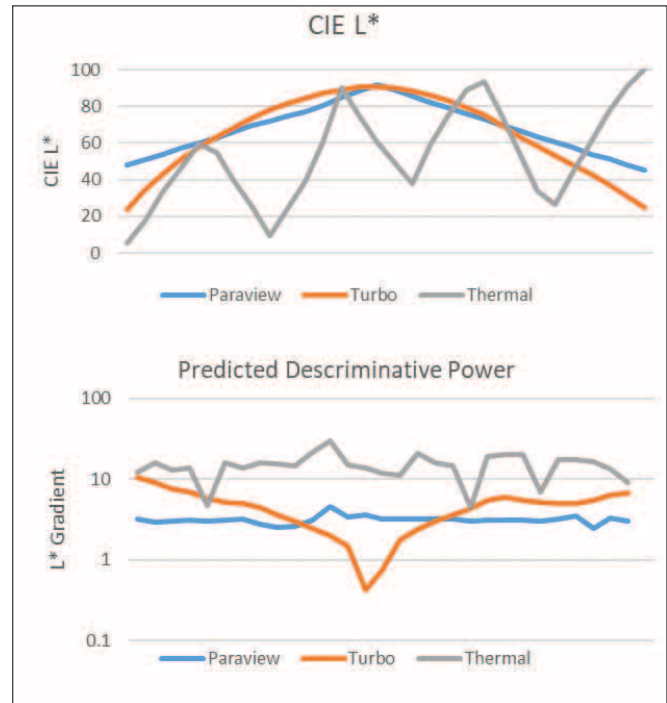 CIE L*
100
80
60
40
20
0
CIE L*
Paraview Turbo Thermal
Predicted Descriminative Power
100
10
1
0.1
L* Gradient
Paraview Turbo Thermal